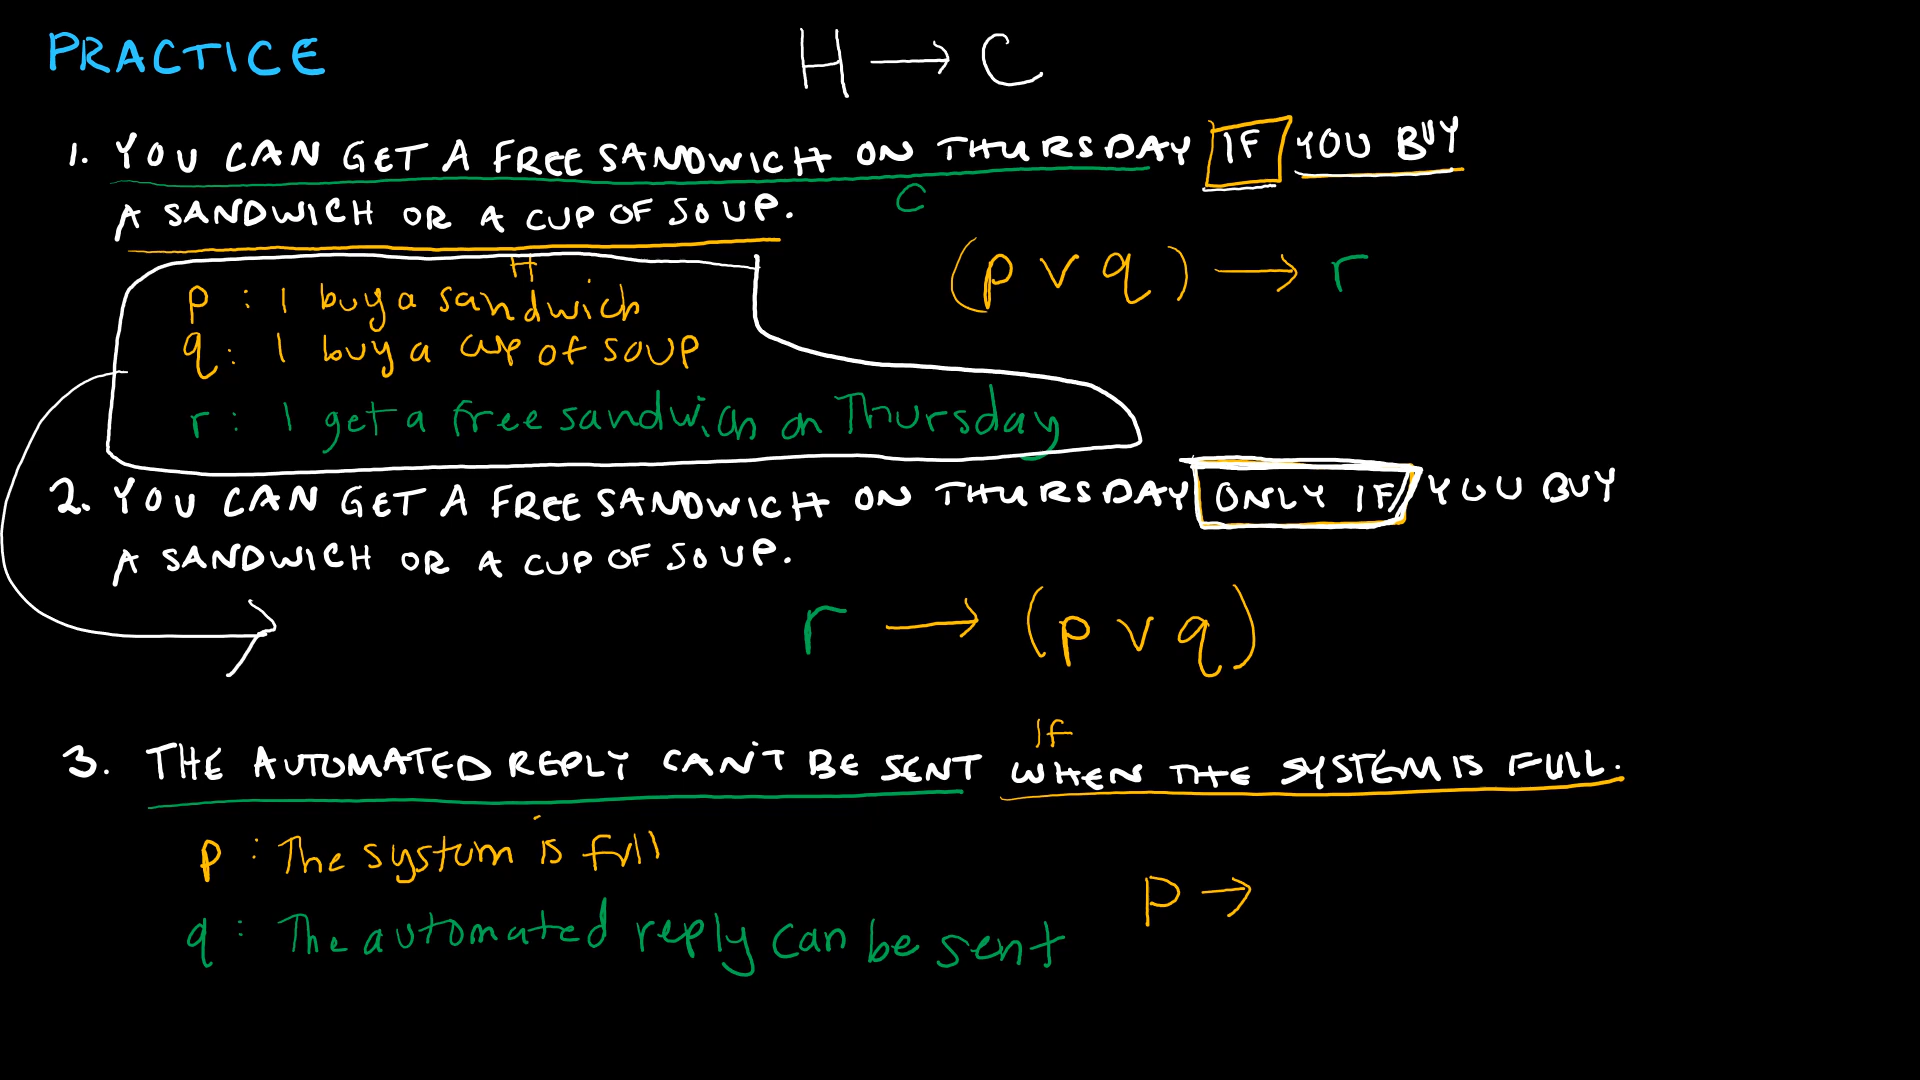 PRACTICE
H → C
1. YOU CAN GET A FREE SANDWICH ON THURSDAY IF YOU BUY
A SANDWICH OR A CUP OF SOUP.
C
H
(p ∨ q) → r
p : I buy a sandwich
q : I buy a cup of soup
r : I get a free sandwich on Thursday
2. YOU CAN GET A FREE SANDWICH ON THURSDAY ONLY IF YOU BUY
A SANDWICH OR A CUP OF SOUP.
r → (p ∨ q)
If
3. THE AUTOMATED REPLY CAN'T BE SENT WHEN THE SYSTEM IS FULL.
p : The system is full
p →
q : The automated reply can be sent